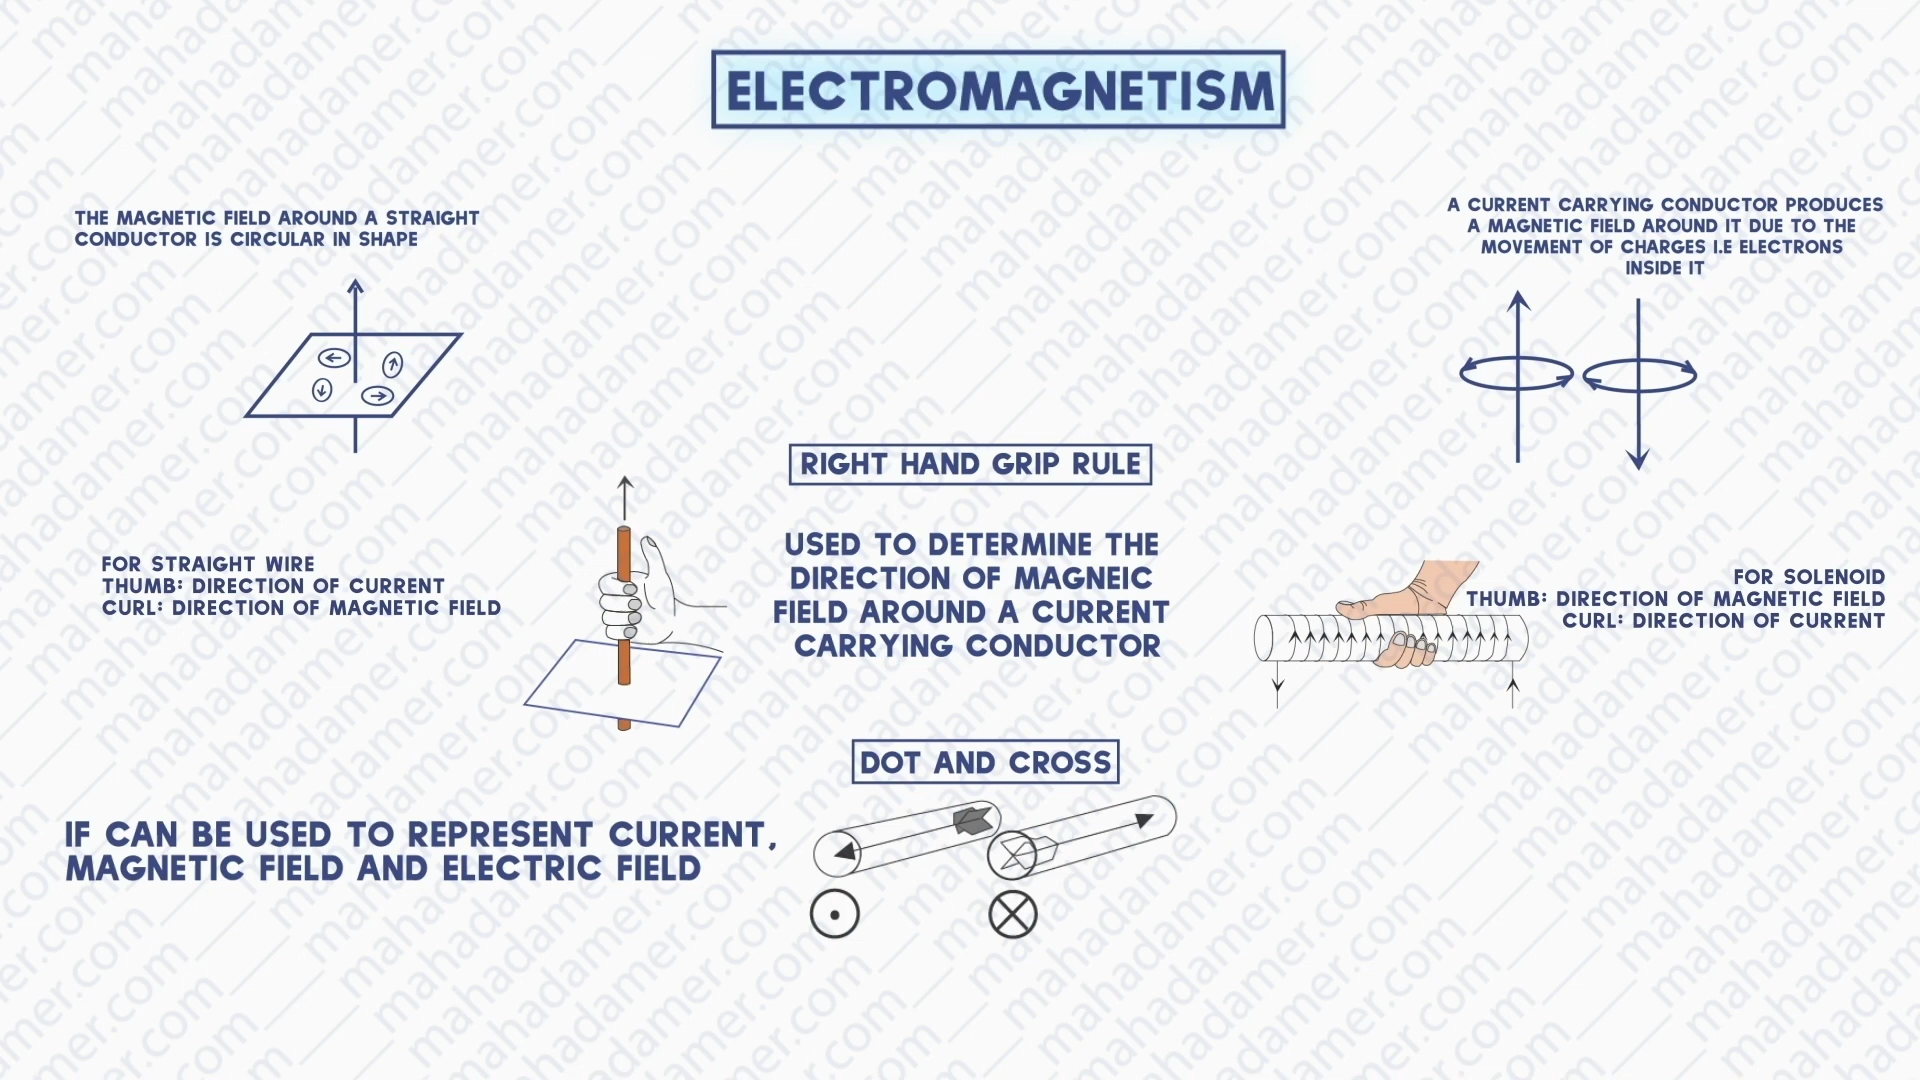 ELECTROMAGNETISM
THE MAGNETIC FIELD AROUND A STRAIGHT
CONDUCTOR IS CIRCULAR IN SHAPE
A CURRENT CARRYING CONDUCTOR PRODUCES
A MAGNETIC FIELD AROUND IT DUE TO THE
MOVEMENT OF CHARGES I.E ELECTRONS
INSIDE IT
RIGHT HAND GRIP RULE
USED TO DETERMINE THE
DIRECTION OF MAGNEIC
FIELD AROUND A CURRENT
CARRYING CONDUCTOR
FOR STRAIGHT WIRE
THUMB: DIRECTION OF CURRENT
CURL: DIRECTION OF MAGNETIC FIELD
FOR SOLENOID
THUMB: DIRECTION OF MAGNETIC FIELD
CURL: DIRECTION OF CURRENT
DOT AND CROSS
IF CAN BE USED TO REPRESENT CURRENT,
MAGNETIC FIELD AND ELECTRIC FIELD
mahadamer.com